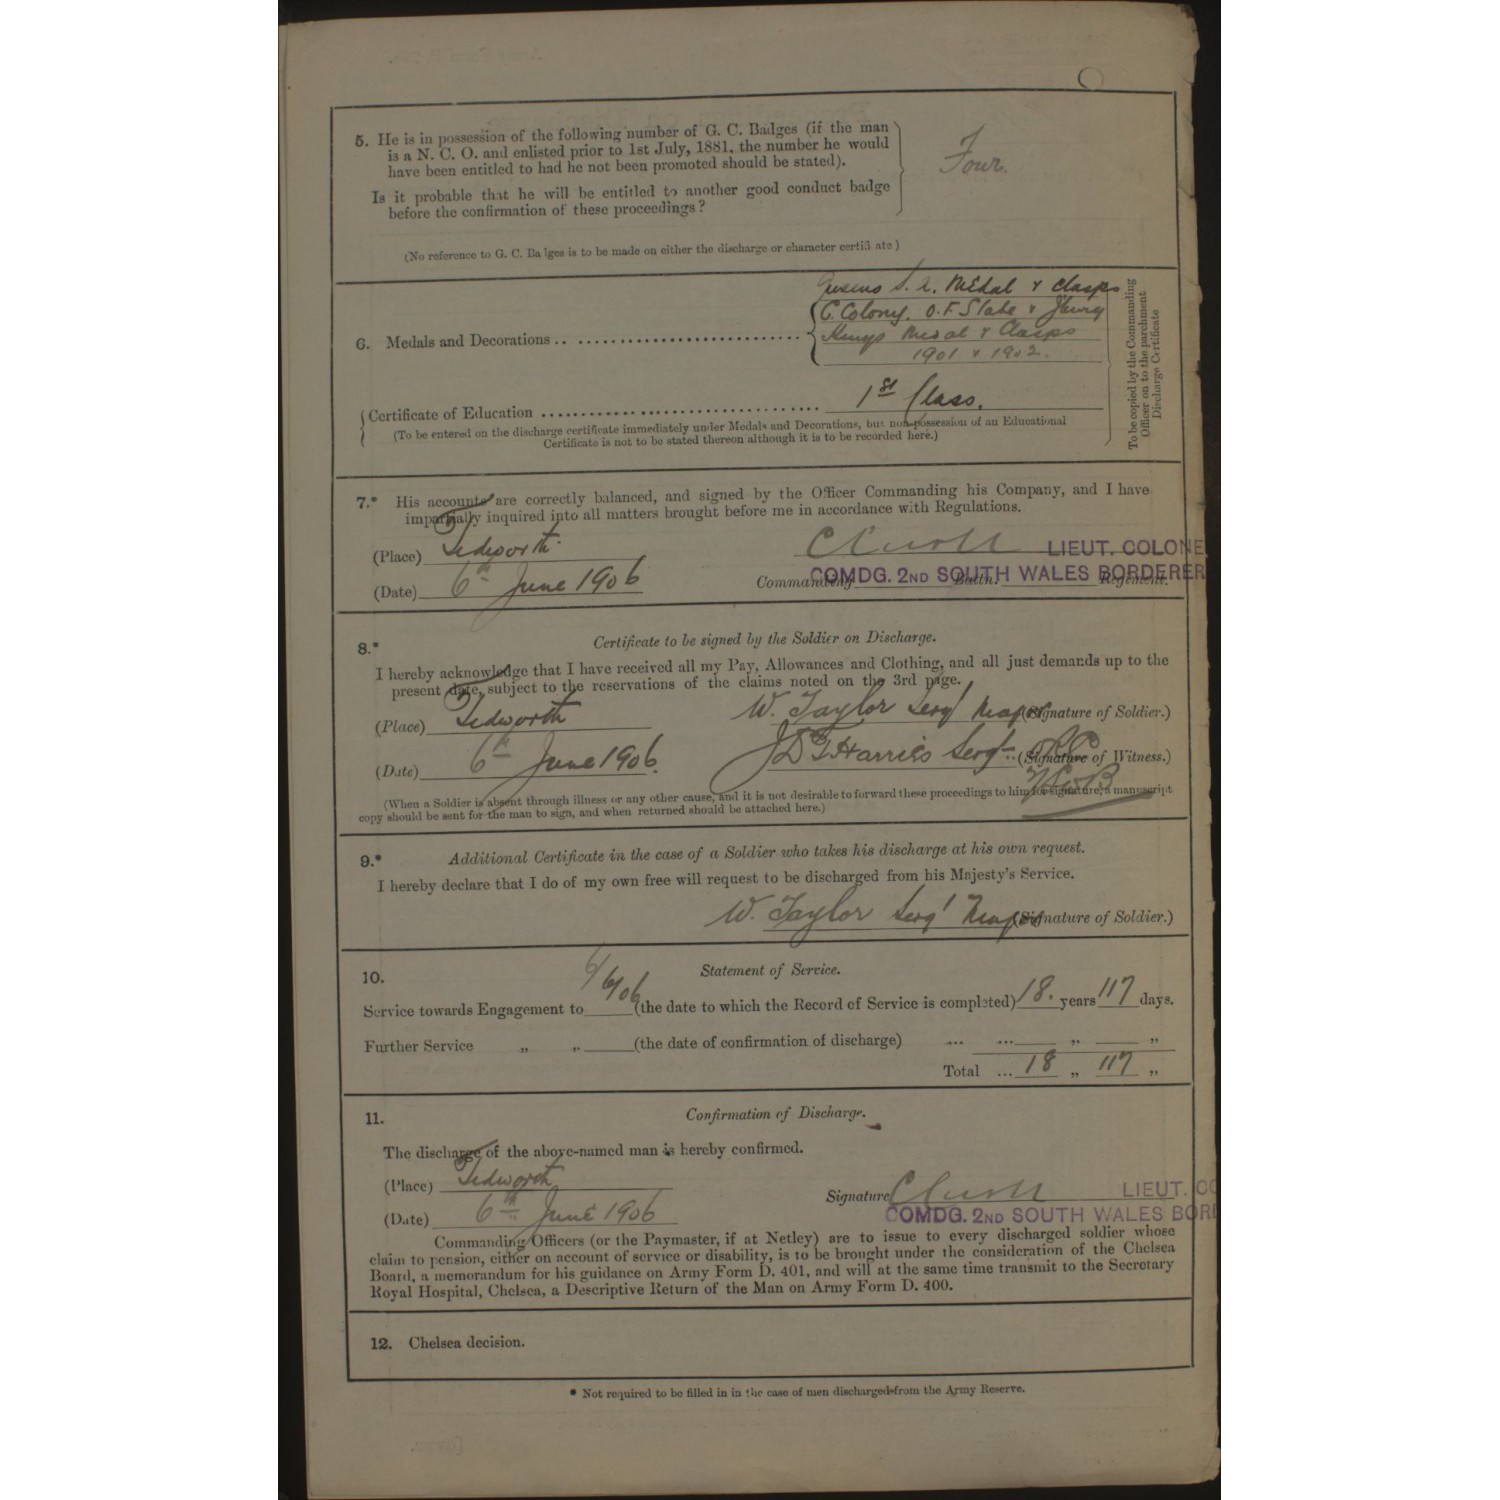 5. He is in possession of the following number of G. C. Badges (if the man
is a N. C. O. and enlisted prior to 1st July, 1881, the number he would
have been entitled to had he not been promoted should be stated).
Four.
Is it probable that he will be entitled to another good conduct badge
before the confirmation of these proceedings?
(No reference to G. C. Badges is to be made on either the discharge or character certificate)
6. Medals and Decorations
Queens S. A. Medal & Clasps
C. Colony, O. F. State &
Kings Medal & Clasps
1901 & 1902.
Certificate of Education 1st Class.
(To be entered on the discharge certificate immediately under Medals and Decorations, but non-possession of an Educational
Certificate is not to be stated thereon although it is to be recorded here.)
To be copied by the Commanding
Officer on to the parchment
Discharge Certificate
7.* His accounts are correctly balanced, and signed by the Officer Commanding his Company, and I have
impartially inquired into all matters brought before me in accordance with Regulations.
(Place) Tedworth
LIEUT. COLONE
(Date) 6th June 1906
Commanding Battn. Regiment.
COMDG. 2ND SOUTH WALES BORDERER
8.* Certificate to be signed by the Soldier on Discharge.
I hereby acknowledge that I have received all my Pay, Allowances and Clothing, and all just demands up to the
present date, subject to the reservations of the claims noted on the 3rd page.
(Place) Tedworth W. Taylor Sergt Major (Signature of Soldier.)
(Date) 6th June 1906. Harries Sergt (Signature of Witness.)
(When a Soldier is absent through illness or any other cause, and it is not desirable to forward these proceedings to him for signature, a manuscript
copy should be sent for the man to sign, and when returned should be attached here.)
9.* Additional Certificate in the case of a Soldier who takes his discharge at his own request.
I hereby declare that I do of my own free will request to be discharged from his Majesty's Service.
W. Taylor Sergt Major (Signature of Soldier.)
10. Statement of Service.
Service towards Engagement to 6/6/06 (the date to which the Record of Service is completed) 18. years 117 days.
Further Service „ „ (the date of confirmation of discharge) ... ... „ „
Total ... 18 „ 117 „
11. Confirmation of Discharge.
The discharge of the above-named man is hereby confirmed.
(Place) Tedworth
Signature LIEUT. CO
(Date) 6th June 1906
COMDG. 2ND SOUTH WALES BORD
Commanding Officers (or the Paymaster, if at Netley) are to issue to every discharged soldier whose
claim to pension, either on account of service or disability, is to be brought under the consideration of the Chelsea
Board, a memorandum for his guidance on Army Form D. 401, and will at the same time transmit to the Secretary
Royal Hospital, Chelsea, a Descriptive Return of the Man on Army Form D. 400.
12. Chelsea decision.
* Not required to be filled in in the case of men discharged from the Army Reserve.